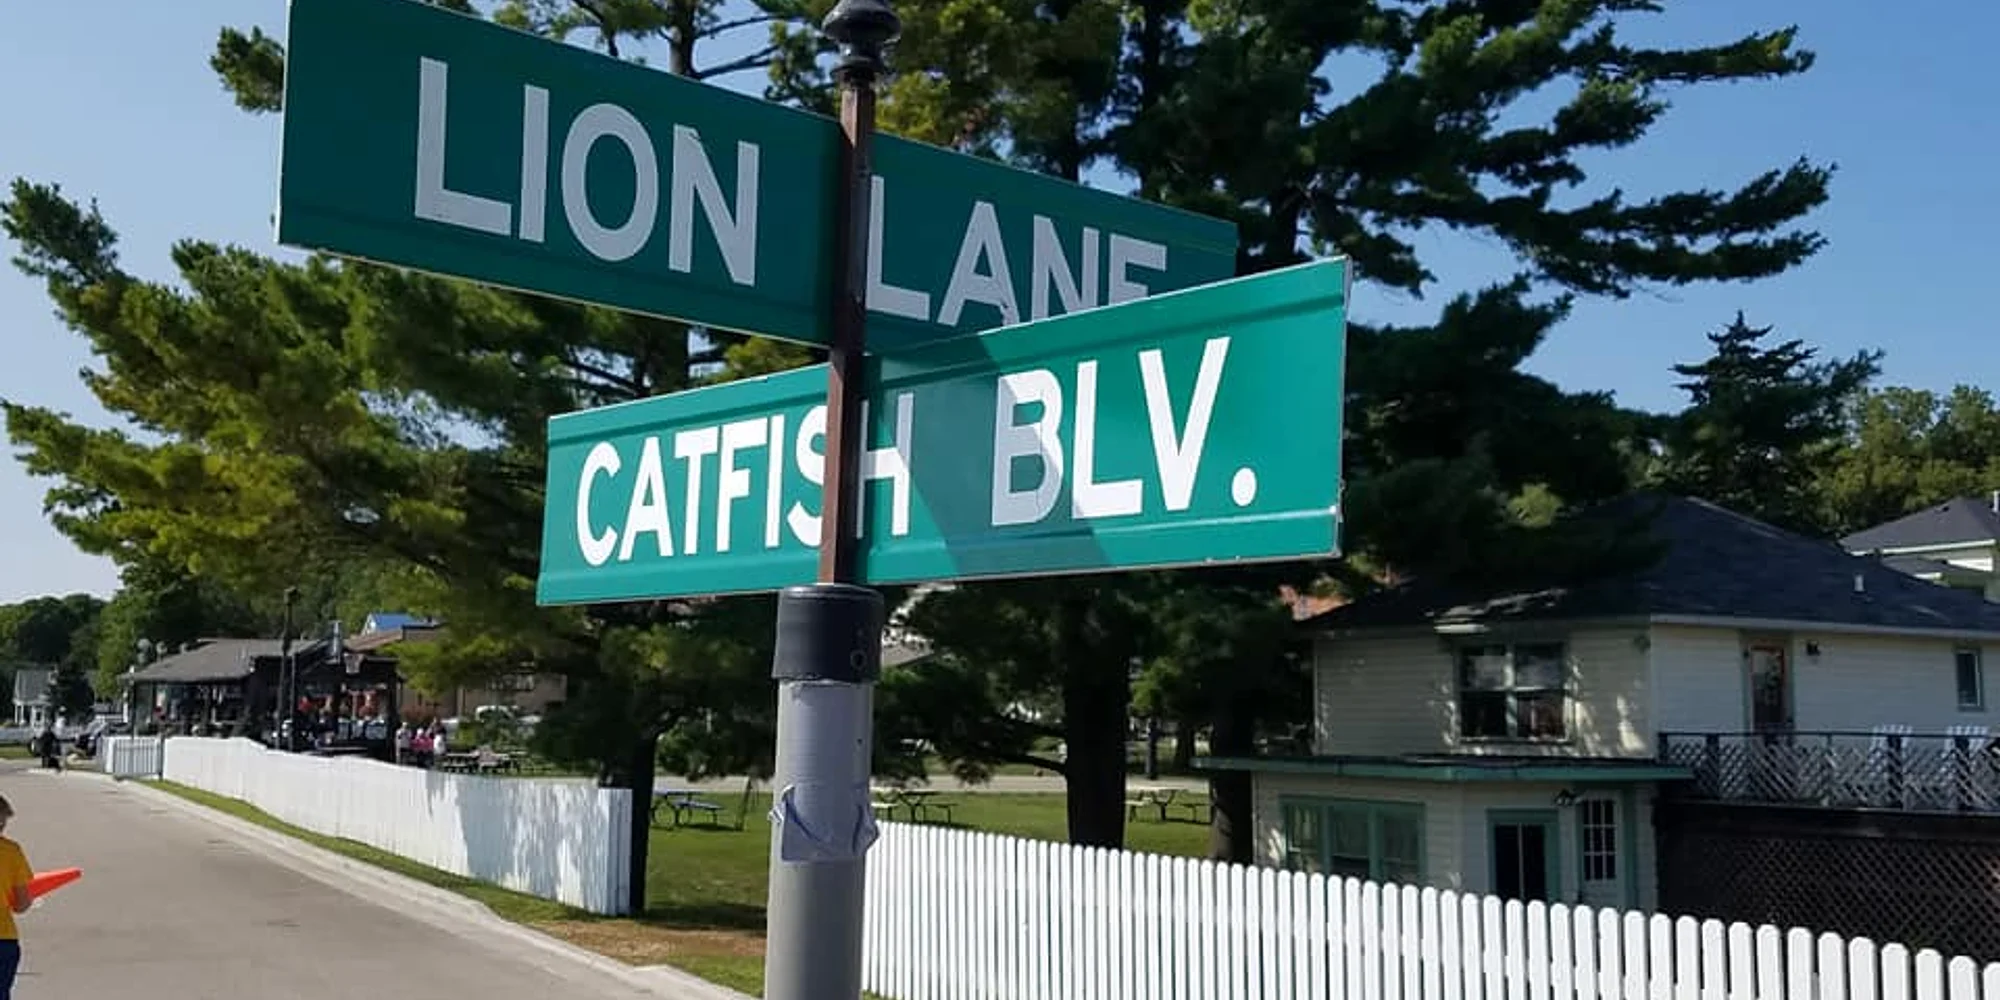 LION LANE
CATFISH BLV.